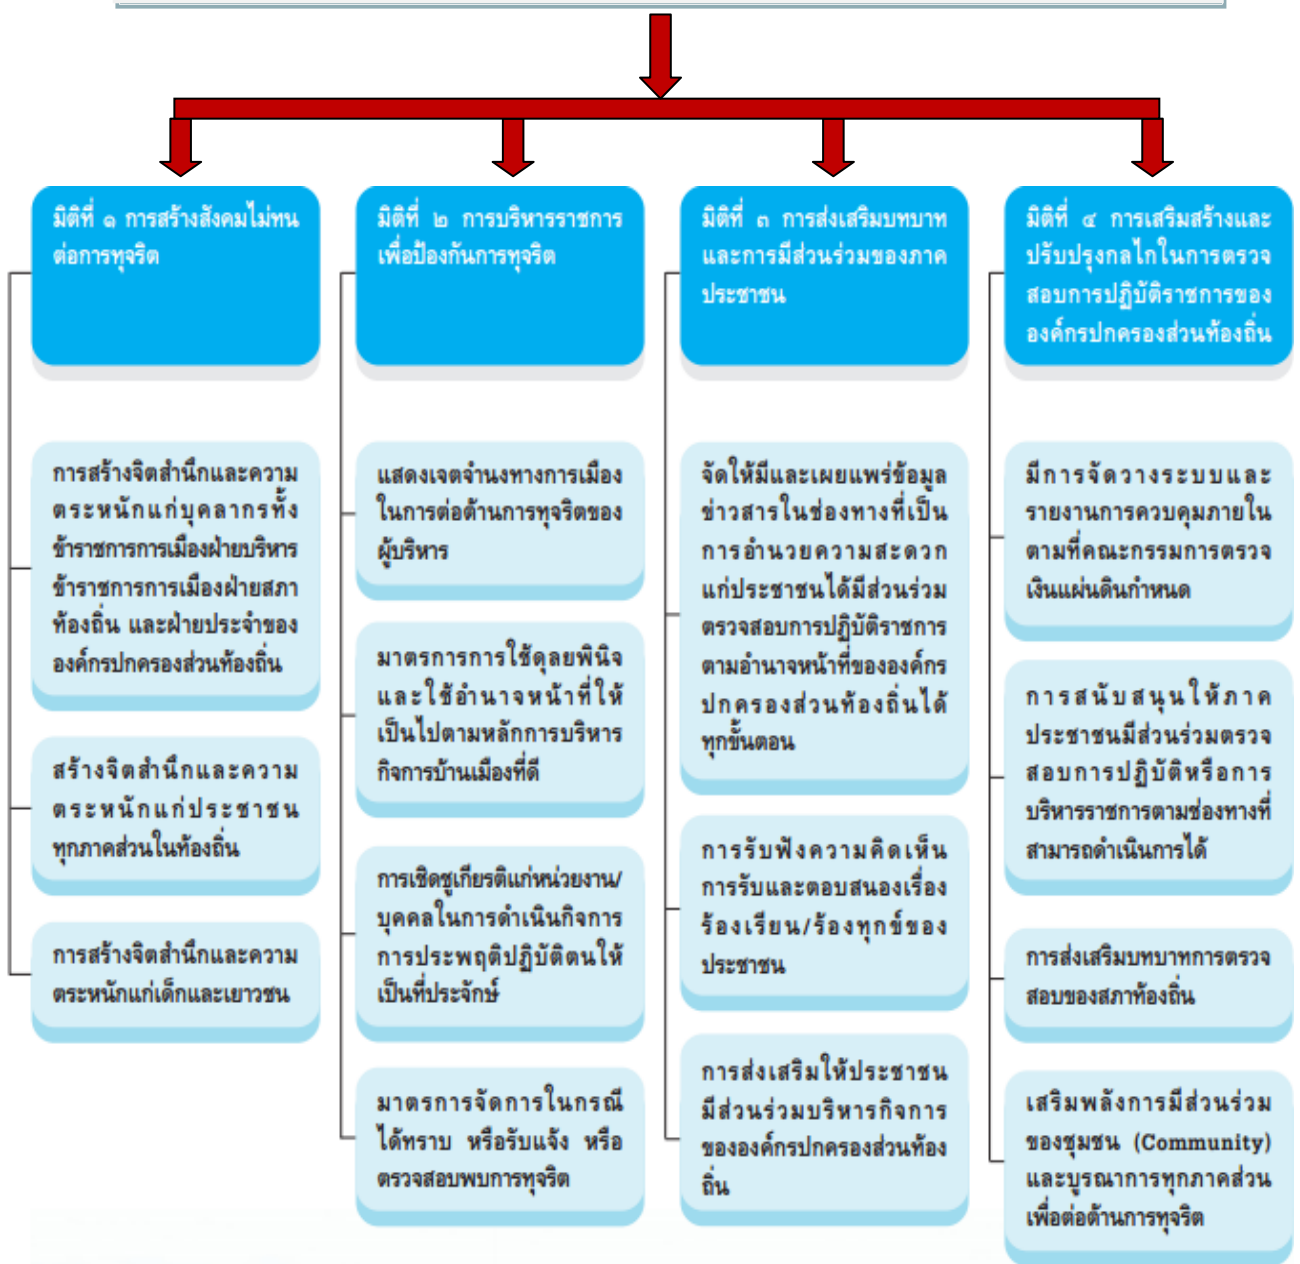 มิติที่ ๑ การสร้างสังคมไม่ทน
ต่อการทุจริต
การสร้างจิตสำนึกและความ
ตระหนักแก่บุคลากรทั้ง
ข้าราชการการเมืองฝ่ายบริหาร
ข้าราชการการเมืองฝ่ายสภา
ท้องถิ่น และฝ่ายประจำของ
องค์กรปกครองส่วนท้องถิ่น
สร้างจิตสำนึกและความ
ตระหนักแก่ประชาชน
ทุกภาคส่วนในท้องถิ่น
การสร้างจิตสำนึกและความ
ตระหนักแก่เด็กและเยาวชน
มิติที่ ๒ การบริหารราชการ
เพื่อป้องกันการทุจริต
แสดงเจตจำนงทางการเมือง
ในการต่อต้านการทุจริตของ
ผู้บริหาร
มาตรการการใช้ดุลยพินิจ
และใช้อำนาจหน้าที่ให้
เป็นไปตามหลักการบริหาร
กิจการบ้านเมืองที่ดี
การเชิดชูเกียรติแก่หน่วยงาน/
บุคคลในการดำเนินกิจการ
การประพฤติปฏิบัติตนให้
เป็นที่ประจักษ์
มาตรการจัดการในกรณี
ได้ทราบ หรือรับแจ้ง หรือ
ตรวจสอบพบการทุจริต
มิติที่ ๓ การส่งเสริมบทบาท
และการมีส่วนร่วมของภาค
ประชาชน
จัดให้มีและเผยแพร่ข้อมูล
ข่าวสารในช่องทางที่เป็น
การอำนวยความสะดวก
แก่ประชาชนได้มีส่วนร่วม
ตรวจสอบการปฏิบัติราชการ
ตามอำนาจหน้าที่ขององค์กร
ปกครองส่วนท้องถิ่นได้
ทุกขั้นตอน
การรับฟังความคิดเห็น
การรับและตอบสนองเรื่อง
ร้องเรียน/ร้องทุกข์ของ
ประชาชน
การส่งเสริมให้ประชาชน
มีส่วนร่วมบริหารกิจการ
ขององค์กรปกครองส่วนท้อง
ถิ่น
มิติที่ ๔ การเสริมสร้างและ
ปรับปรุงกลไกในการตรวจ
สอบการปฏิบัติราชการของ
องค์กรปกครองส่วนท้องถิ่น
มีการจัดวางระบบและ
รายงานการควบคุมภายใน
ตามที่คณะกรรมการตรวจ
เงินแผ่นดินกำหนด
การสนับสนุนให้ภาค
ประชาชนมีส่วนร่วมตรวจ
สอบการปฏิบัติหรือการ
บริหารราชการตามช่องทางที่
สามารถดำเนินการได้
การส่งเสริมบทบาทการตรวจ
สอบของสภาท้องถิ่น
เสริมพลังการมีส่วนร่วม
ของชุมชน (Community)
และบูรณาการทุกภาคส่วน
เพื่อต่อต้านการทุจริต